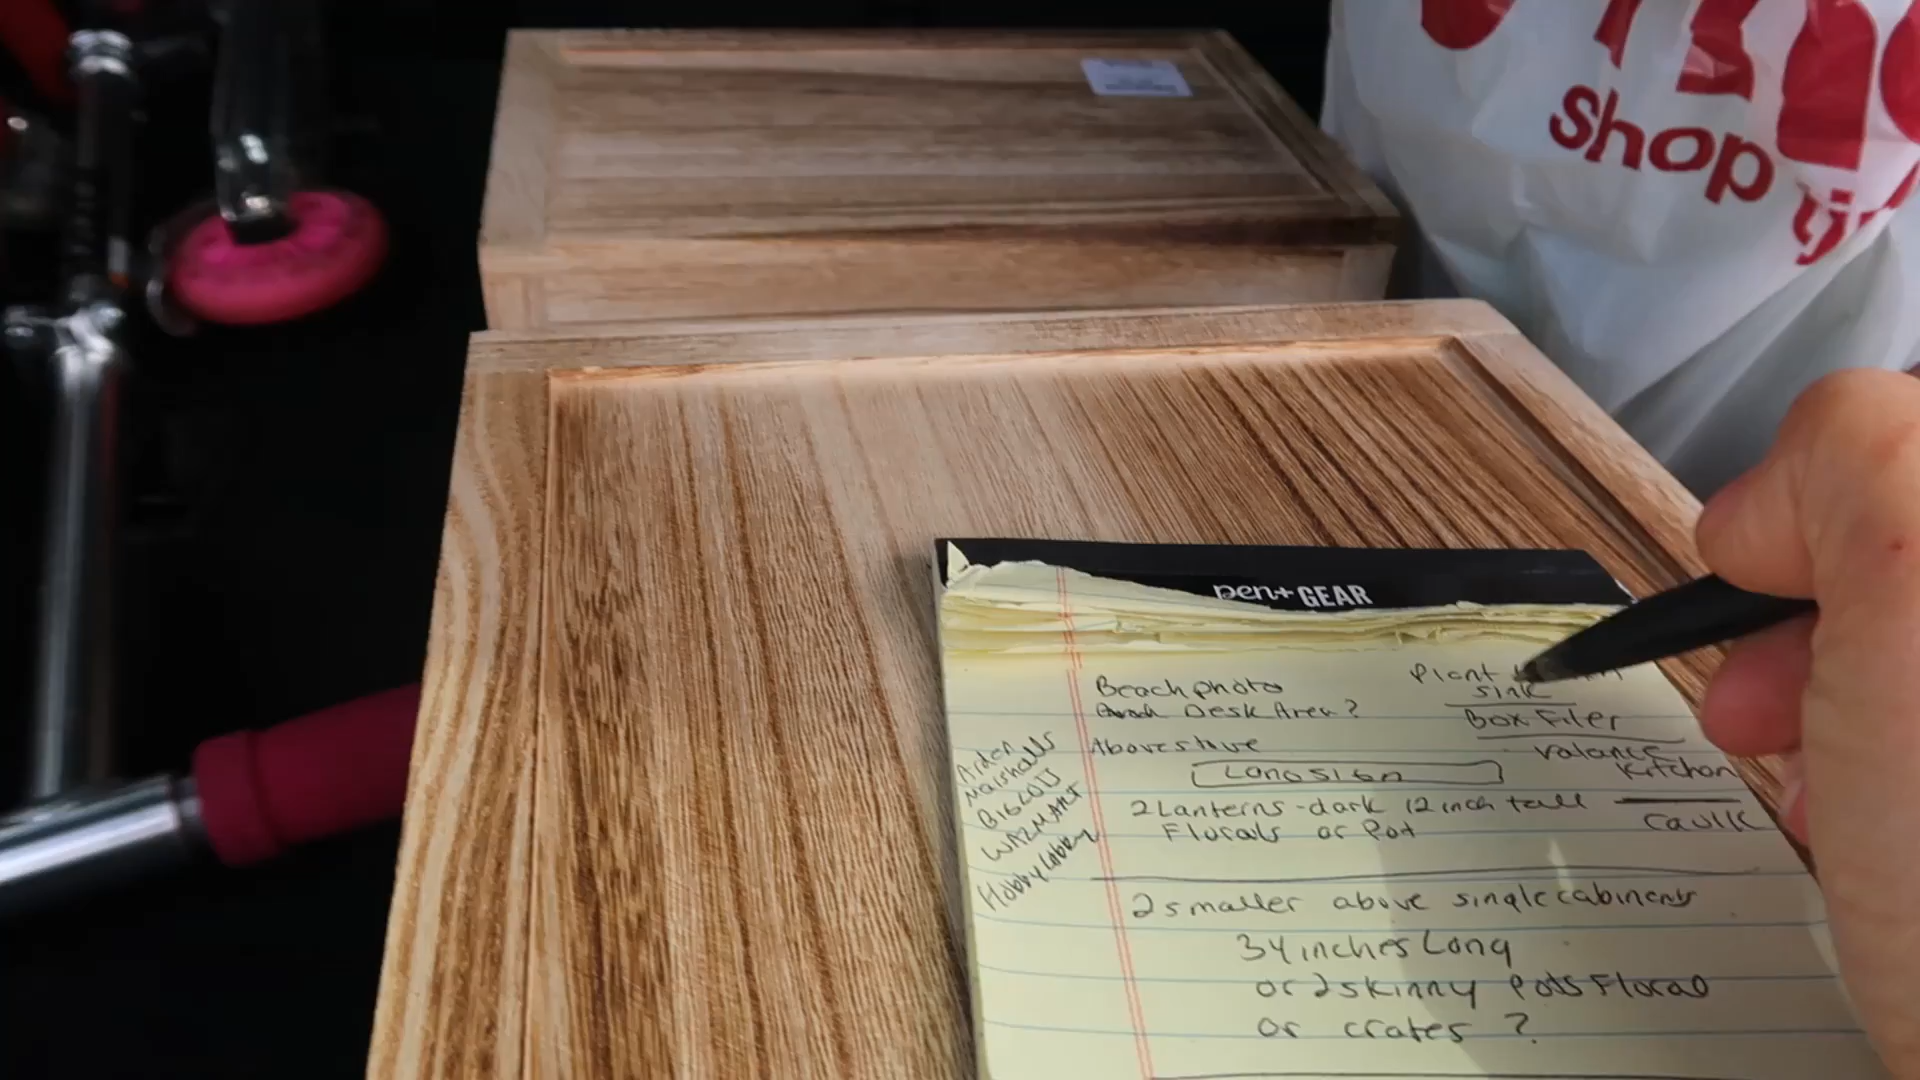 shop
pen+GEAR
Beach photo
Desk Area?
Above stove
Long sign
2 Lanterns - dark 12 inch tall
Florals or Pot
Plant
sink
Box Filer
valance
Kitchen
Caulk
Arden
Marshalls
BIG LOTS
WALMART
Hobby Lobby
2 smaller above single cabinents
34 inches Long
or 2 skinny Pots Floral
or crates ?